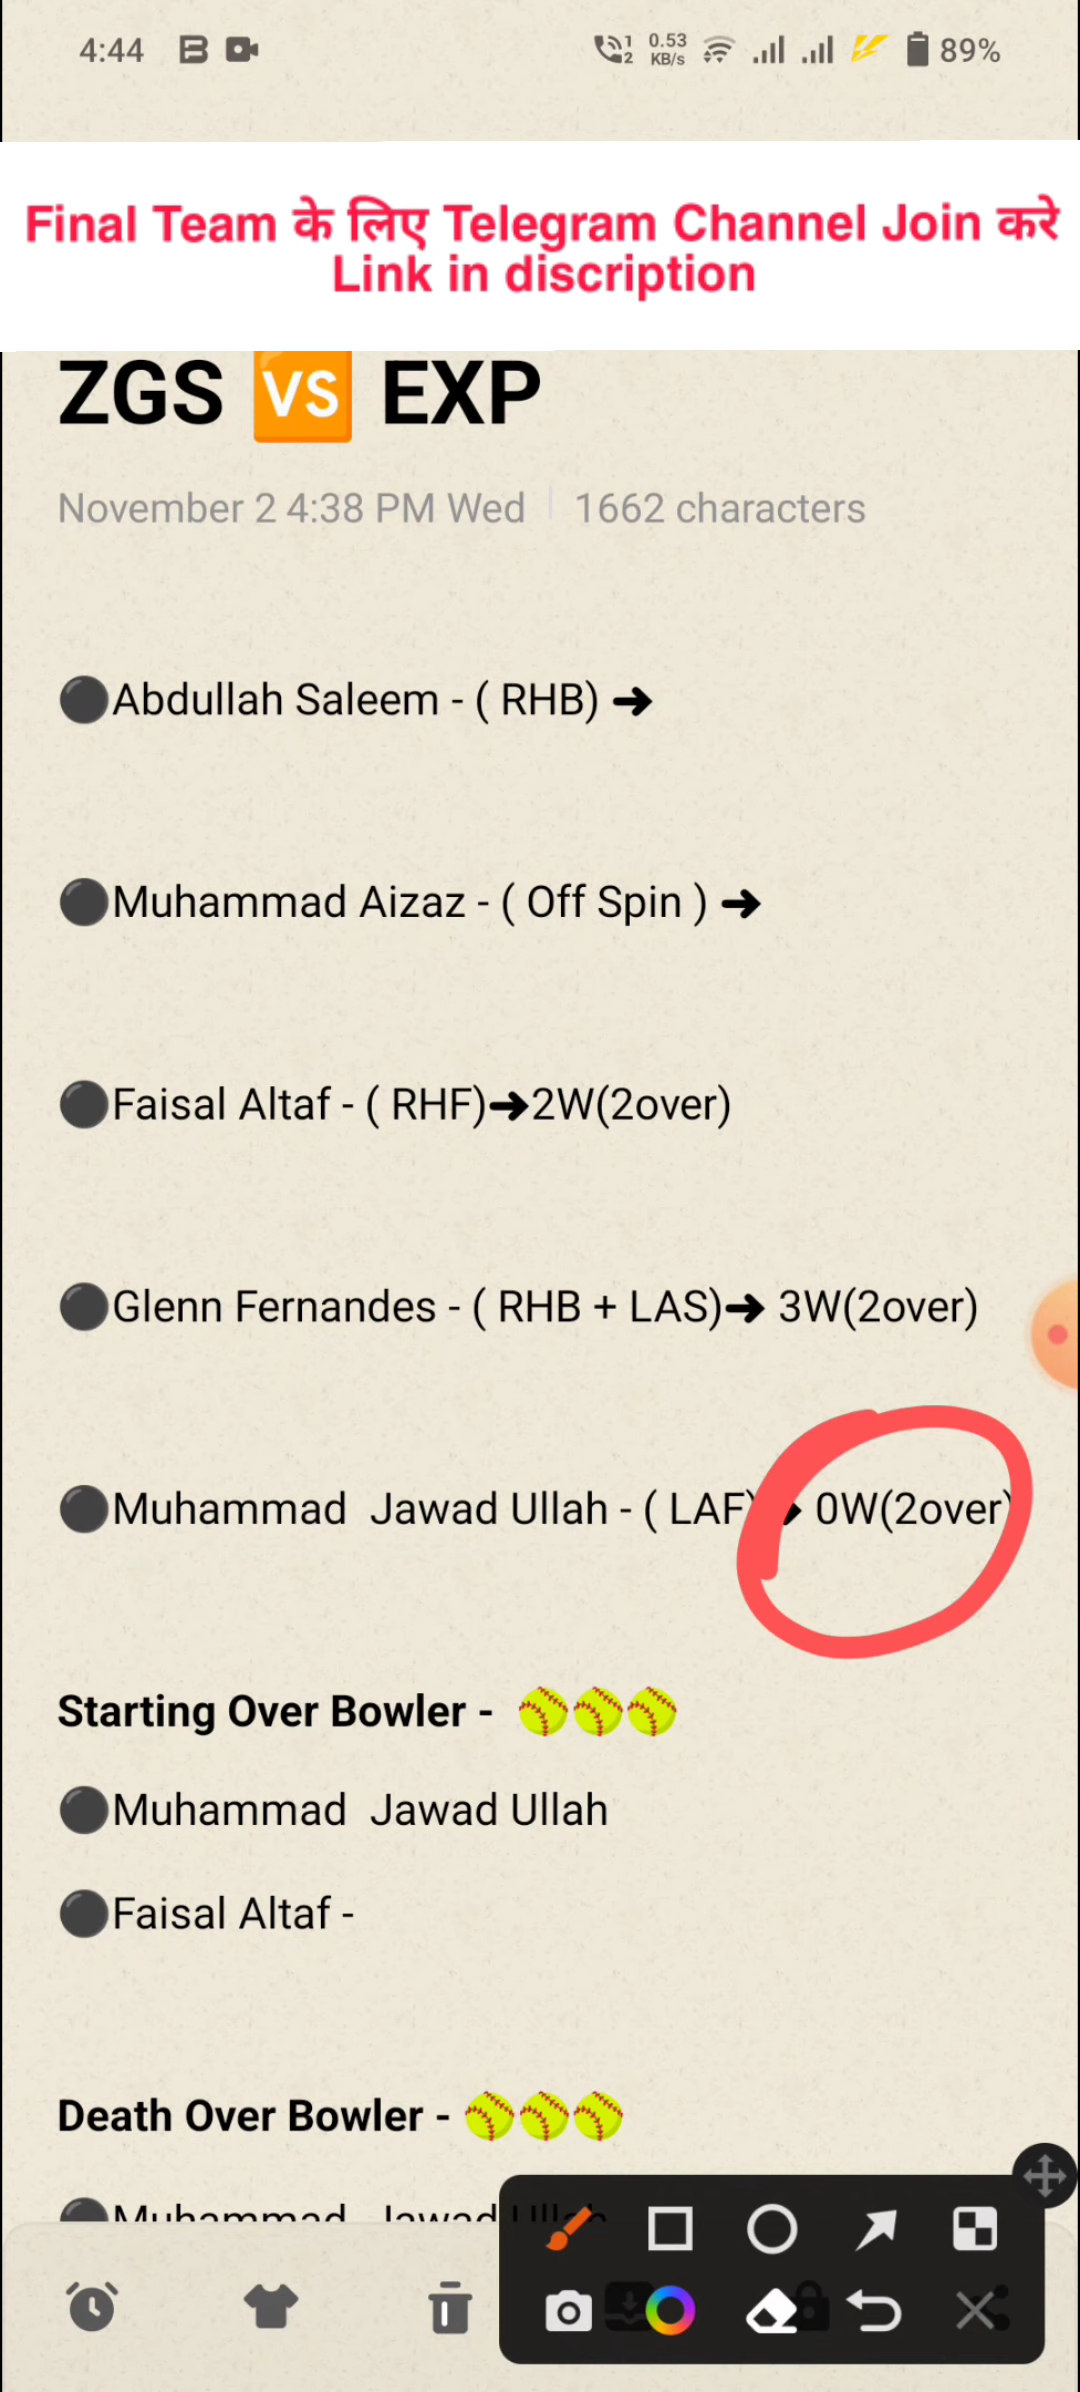 4:44 0.53 KB/s 89%
Final Team के लिए Telegram Channel Join करे
Link in discription
ZGS VS EXP
November 2 4:38 PM Wed | 1662 characters
⚫Abdullah Saleem - ( RHB) ➔
⚫Muhammad Aizaz - ( Off Spin ) ➔
⚫Faisal Altaf - ( RHF)➔2W(2over)
⚫Glenn Fernandes - ( RHB + LAS)➔ 3W(2over)
⚫Muhammad Jawad Ullah - ( LAF) ➔ 0W(2over)
Starting Over Bowler - 🥎🥎🥎
⚫Muhammad Jawad Ullah
⚫Faisal Altaf -
Death Over Bowler - 🥎🥎🥎
⚫Muhammad Jawad Ullah